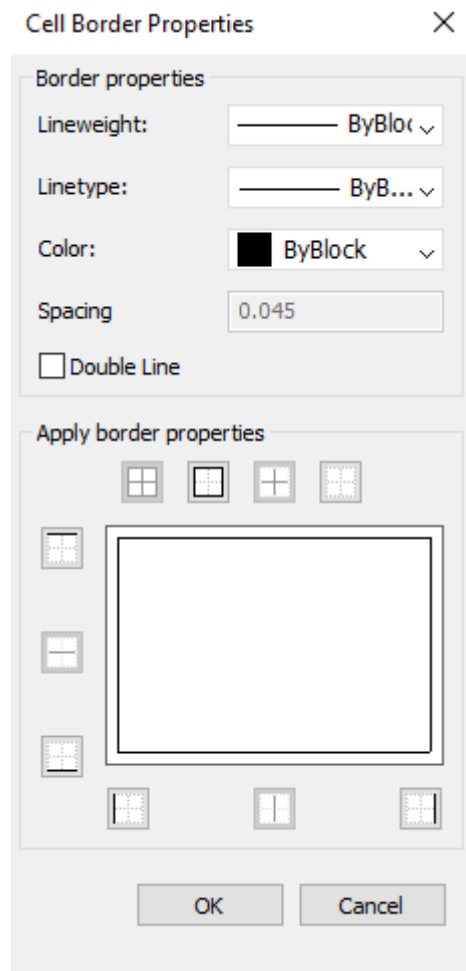 Cell Border Properties
Border properties
Lineweight: ByBloc
Linetype: ByB...
Color: ByBlock
Spacing 0.045
Double Line
Apply border properties
OK Cancel